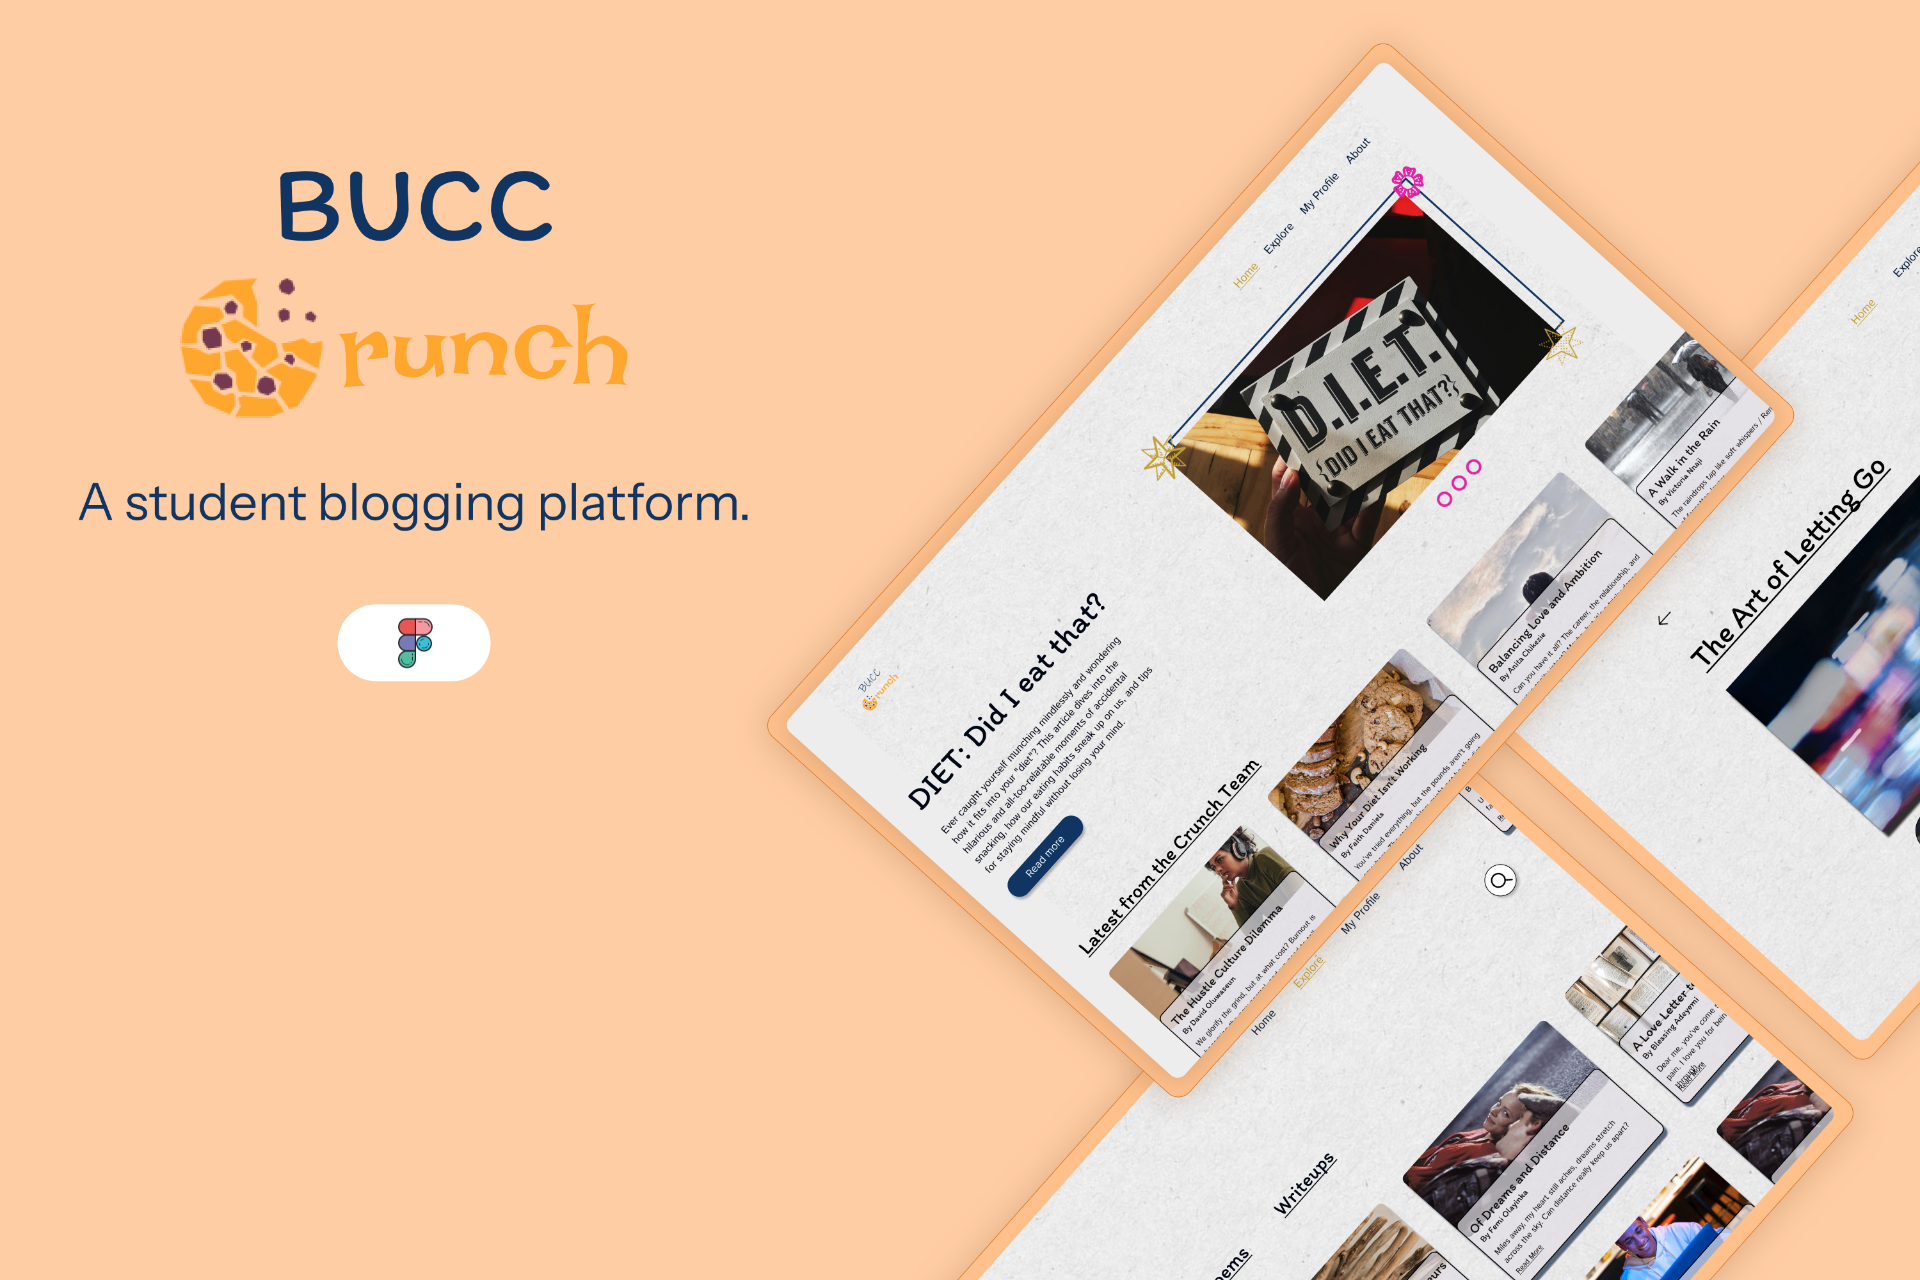 BUCC
runch
A student blogging platform.
BUCC
runch
Home
Explore
My Profile
About
D.I.E.T.
{DID I EAT THAT?}
DIET: Did I eat that?
Ever caught yourself munching mindlessly and wondering
how it fits into your "diet"? This article dives into the
hilarious and all-too-relatable moments of accidental
snacking, how our eating habits sneak up on us, and tips
for staying mindful without losing your mind.
Read more
Latest from the Crunch Team
The Hustle Culture Dilemma
By David Oluwaseun
We glorify the grind, but at what cost? Burnout is
Why Your Diet Isn't Working
By Faith Daniela
You've tried everything, but the pounds aren't going
Balancing Love and Ambition
By Anita Chikezie
Can you have it all? The career, the relationship, and
A Walk in the Rain
By Victoria Nnaji
The raindrops tap like soft whispers /
Home
Explore
The Art of Letting Go
Home
Explore
My Profile
About
Writeups
Of Dreams and Distance
By Femi Olayinka
Miles away, my heart still aches, dreams stretch
across the sky. Can distance really keep us apart?
Read More
A Love Letter
By Blessing Adeyemi
Dear me, you've come
pain. I love you for
through
Read More